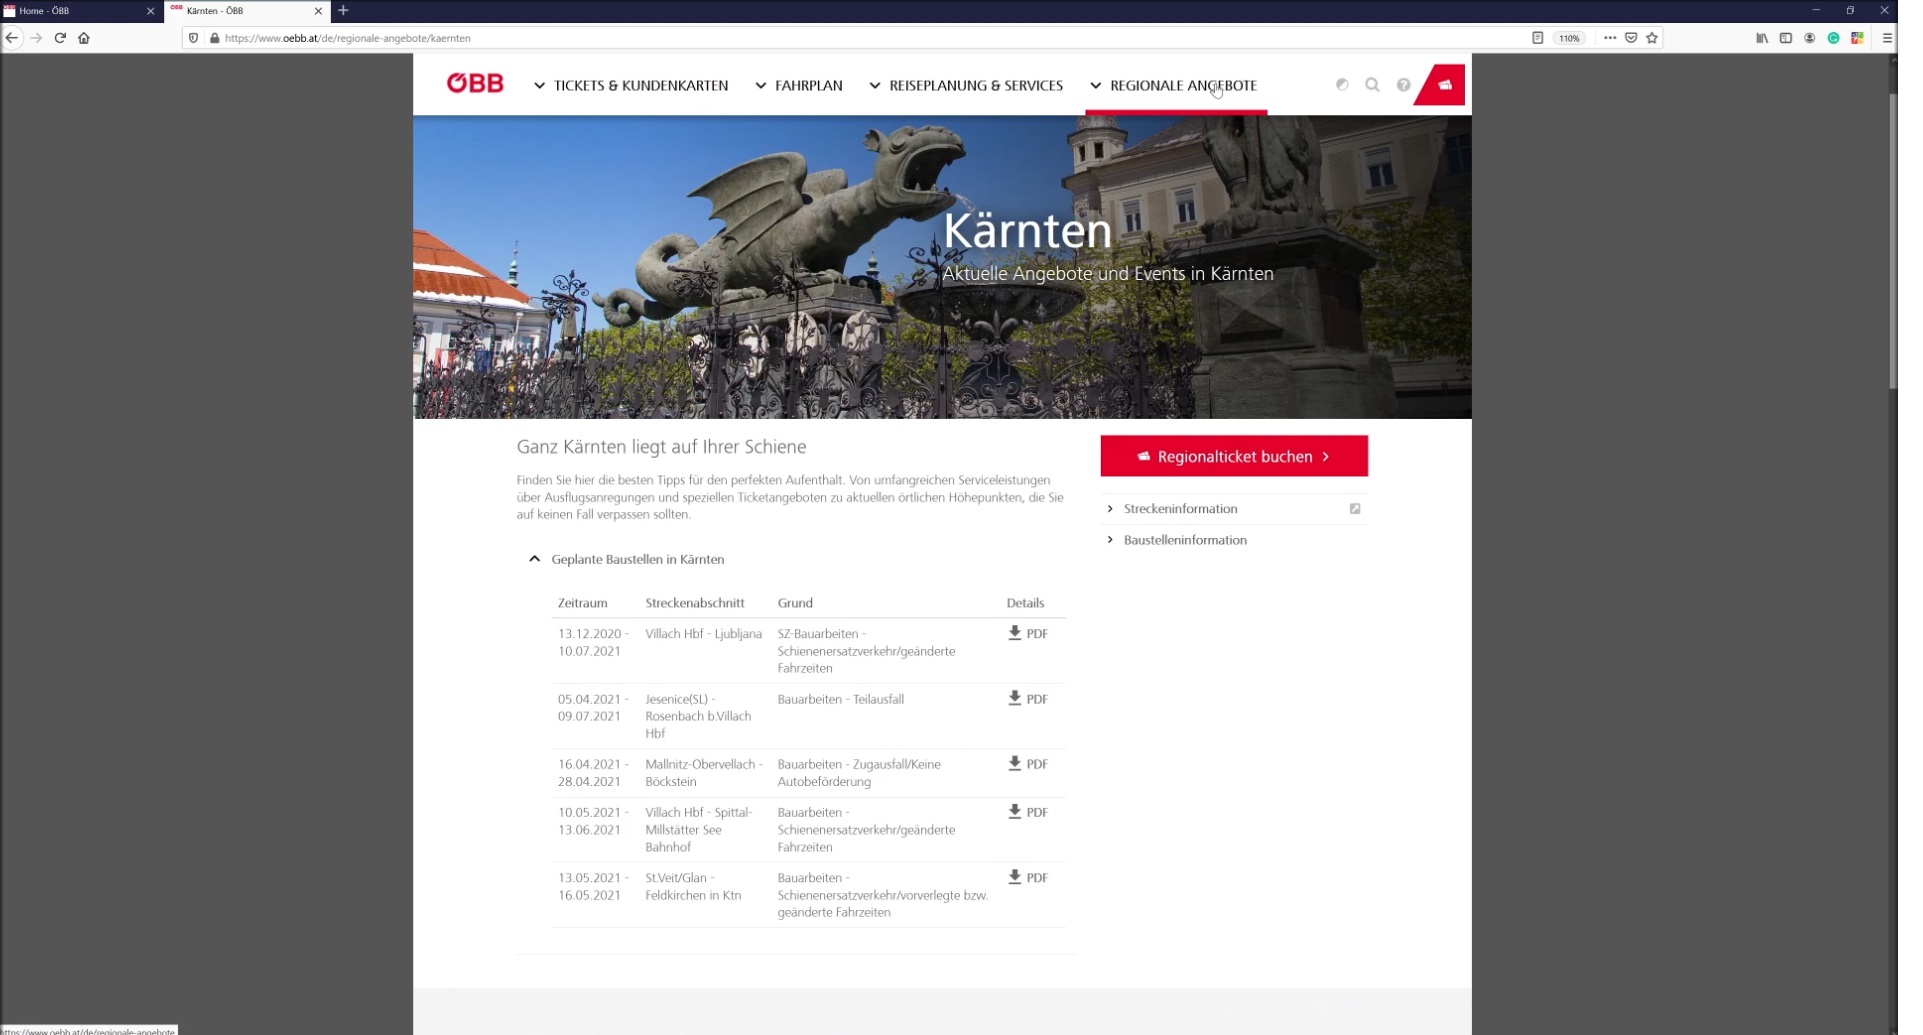 Home - ÖBB
ÖBB Kärnten - ÖBB
https://www.oebb.at/de/regionale-angebote/kaernten
110%
ÖBB TICKETS & KUNDENKARTEN FAHRPLAN REISEPLANUNG & SERVICES REGIONALE ANGEBOTE
Kärnten
Aktuelle Angebote und Events in Kärnten
Ganz Kärnten liegt auf Ihrer Schiene
Finden Sie hier die besten Tipps für den perfekten Aufenthalt. Von umfangreichen Serviceleistungen
über Ausflugsanregungen und speziellen Ticketangeboten zu aktuellen örtlichen Höhepunkten, die Sie
auf keinen Fall verpassen sollten.
Regionalticket buchen
Streckeninformation
Baustelleninformation
Geplante Baustellen in Kärnten
Zeitraum Streckenabschnitt Grund Details
13.12.2020 - Villach Hbf - Ljubljana SZ-Bauarbeiten - PDF
10.07.2021 Schienenersatzverkehr/geänderte
Fahrzeiten
05.04.2021 - Jesenice(SL) - Bauarbeiten - Teilausfall PDF
09.07.2021 Rosenbach b.Villach
Hbf
16.04.2021 - Mallnitz-Obervellach - Bauarbeiten - Zugausfall/Keine PDF
28.04.2021 Böckstein Autobeförderung
10.05.2021 - Villach Hbf - Spittal- Bauarbeiten - PDF
13.06.2021 Millstätter See Schienenersatzverkehr/geänderte
Bahnhof Fahrzeiten
13.05.2021 - St.Veit/Glan - Bauarbeiten - PDF
16.05.2021 Feldkirchen in Ktn Schienenersatzverkehr/vorverlegte bzw.
geänderte Fahrzeiten
https://www.oebb.at/de/regionale-angebote